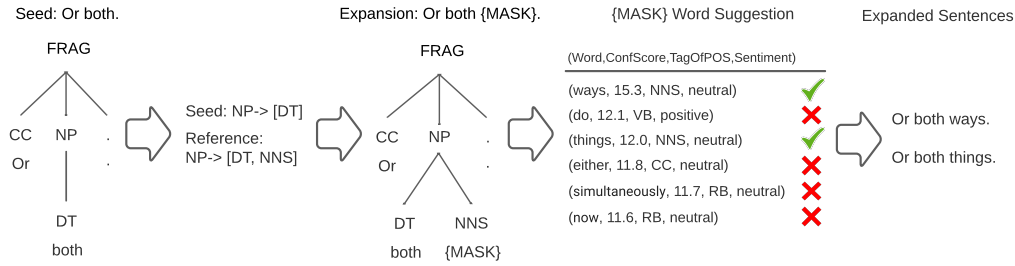 Seed: Or both.
FRAG
CC NP .
Or .
DT
both
Seed: NP-> [DT]
Reference:
NP-> [DT, NNS]
Expansion: Or both {MASK}.
FRAG
CC NP .
Or .
DT NNS
both {MASK}
{MASK} Word Suggestion
(Word,ConfScore,TagOfPOS,Sentiment)
(ways, 15.3, NNS, neutral)
(do, 12.1, VB, positive)
(things, 12.0, NNS, neutral)
(either, 11.8, CC, neutral)
(simultaneously, 11.7, RB, neutral)
(now, 11.6, RB, neutral)
Expanded Sentences
Or both ways.
Or both things.